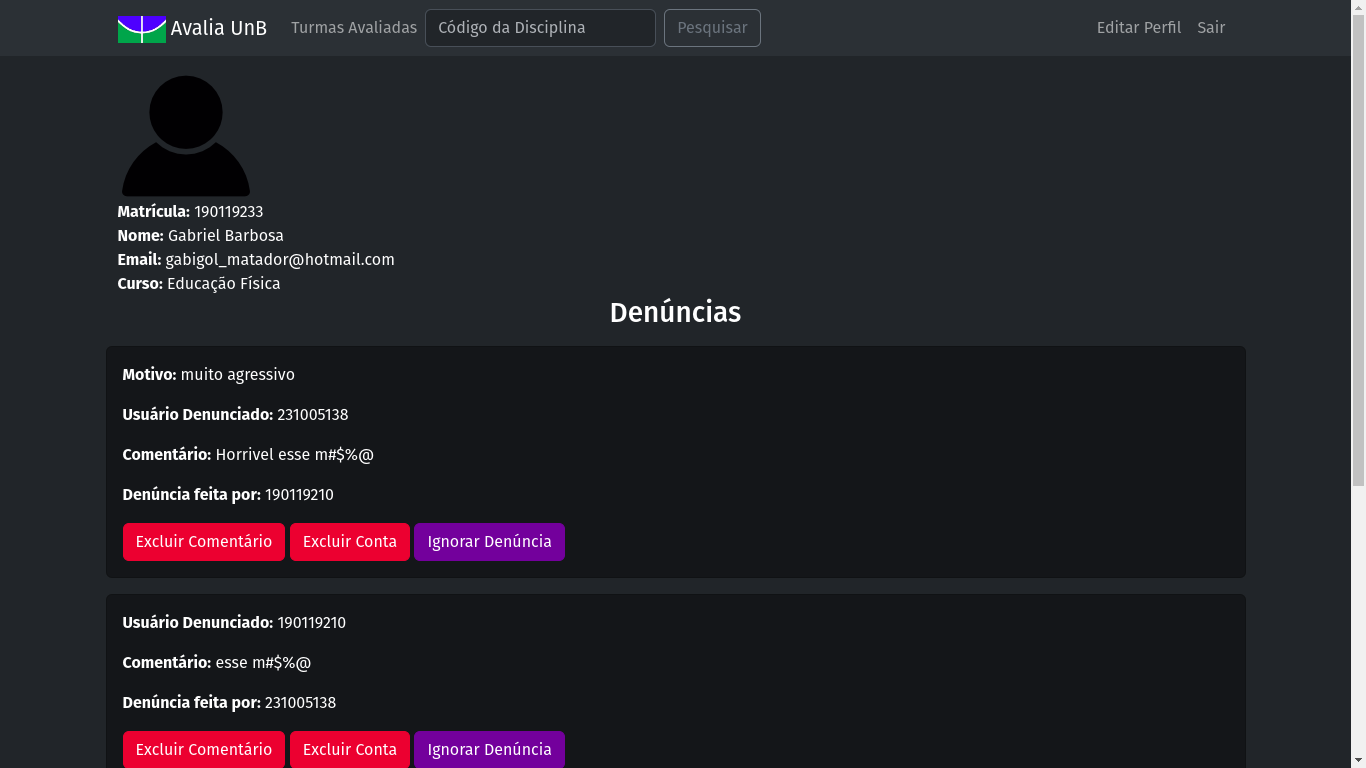 Avalia UnB Turmas Avaliadas Código da Disciplina Pesquisar Editar Perfil Sair
Matrícula: 190119233
Nome: Gabriel Barbosa
Email: gabigol_matador@hotmail.com
Curso: Educação Física
Denúncias
Motivo: muito agressivo
Usuário Denunciado: 231005138
Comentário: Horrivel esse m#$%@
Denúncia feita por: 190119210
Excluir Comentário Excluir Conta Ignorar Denúncia
Usuário Denunciado: 190119210
Comentário: esse m#$%@
Denúncia feita por: 231005138
Excluir Comentário Excluir Conta Ignorar Denúncia